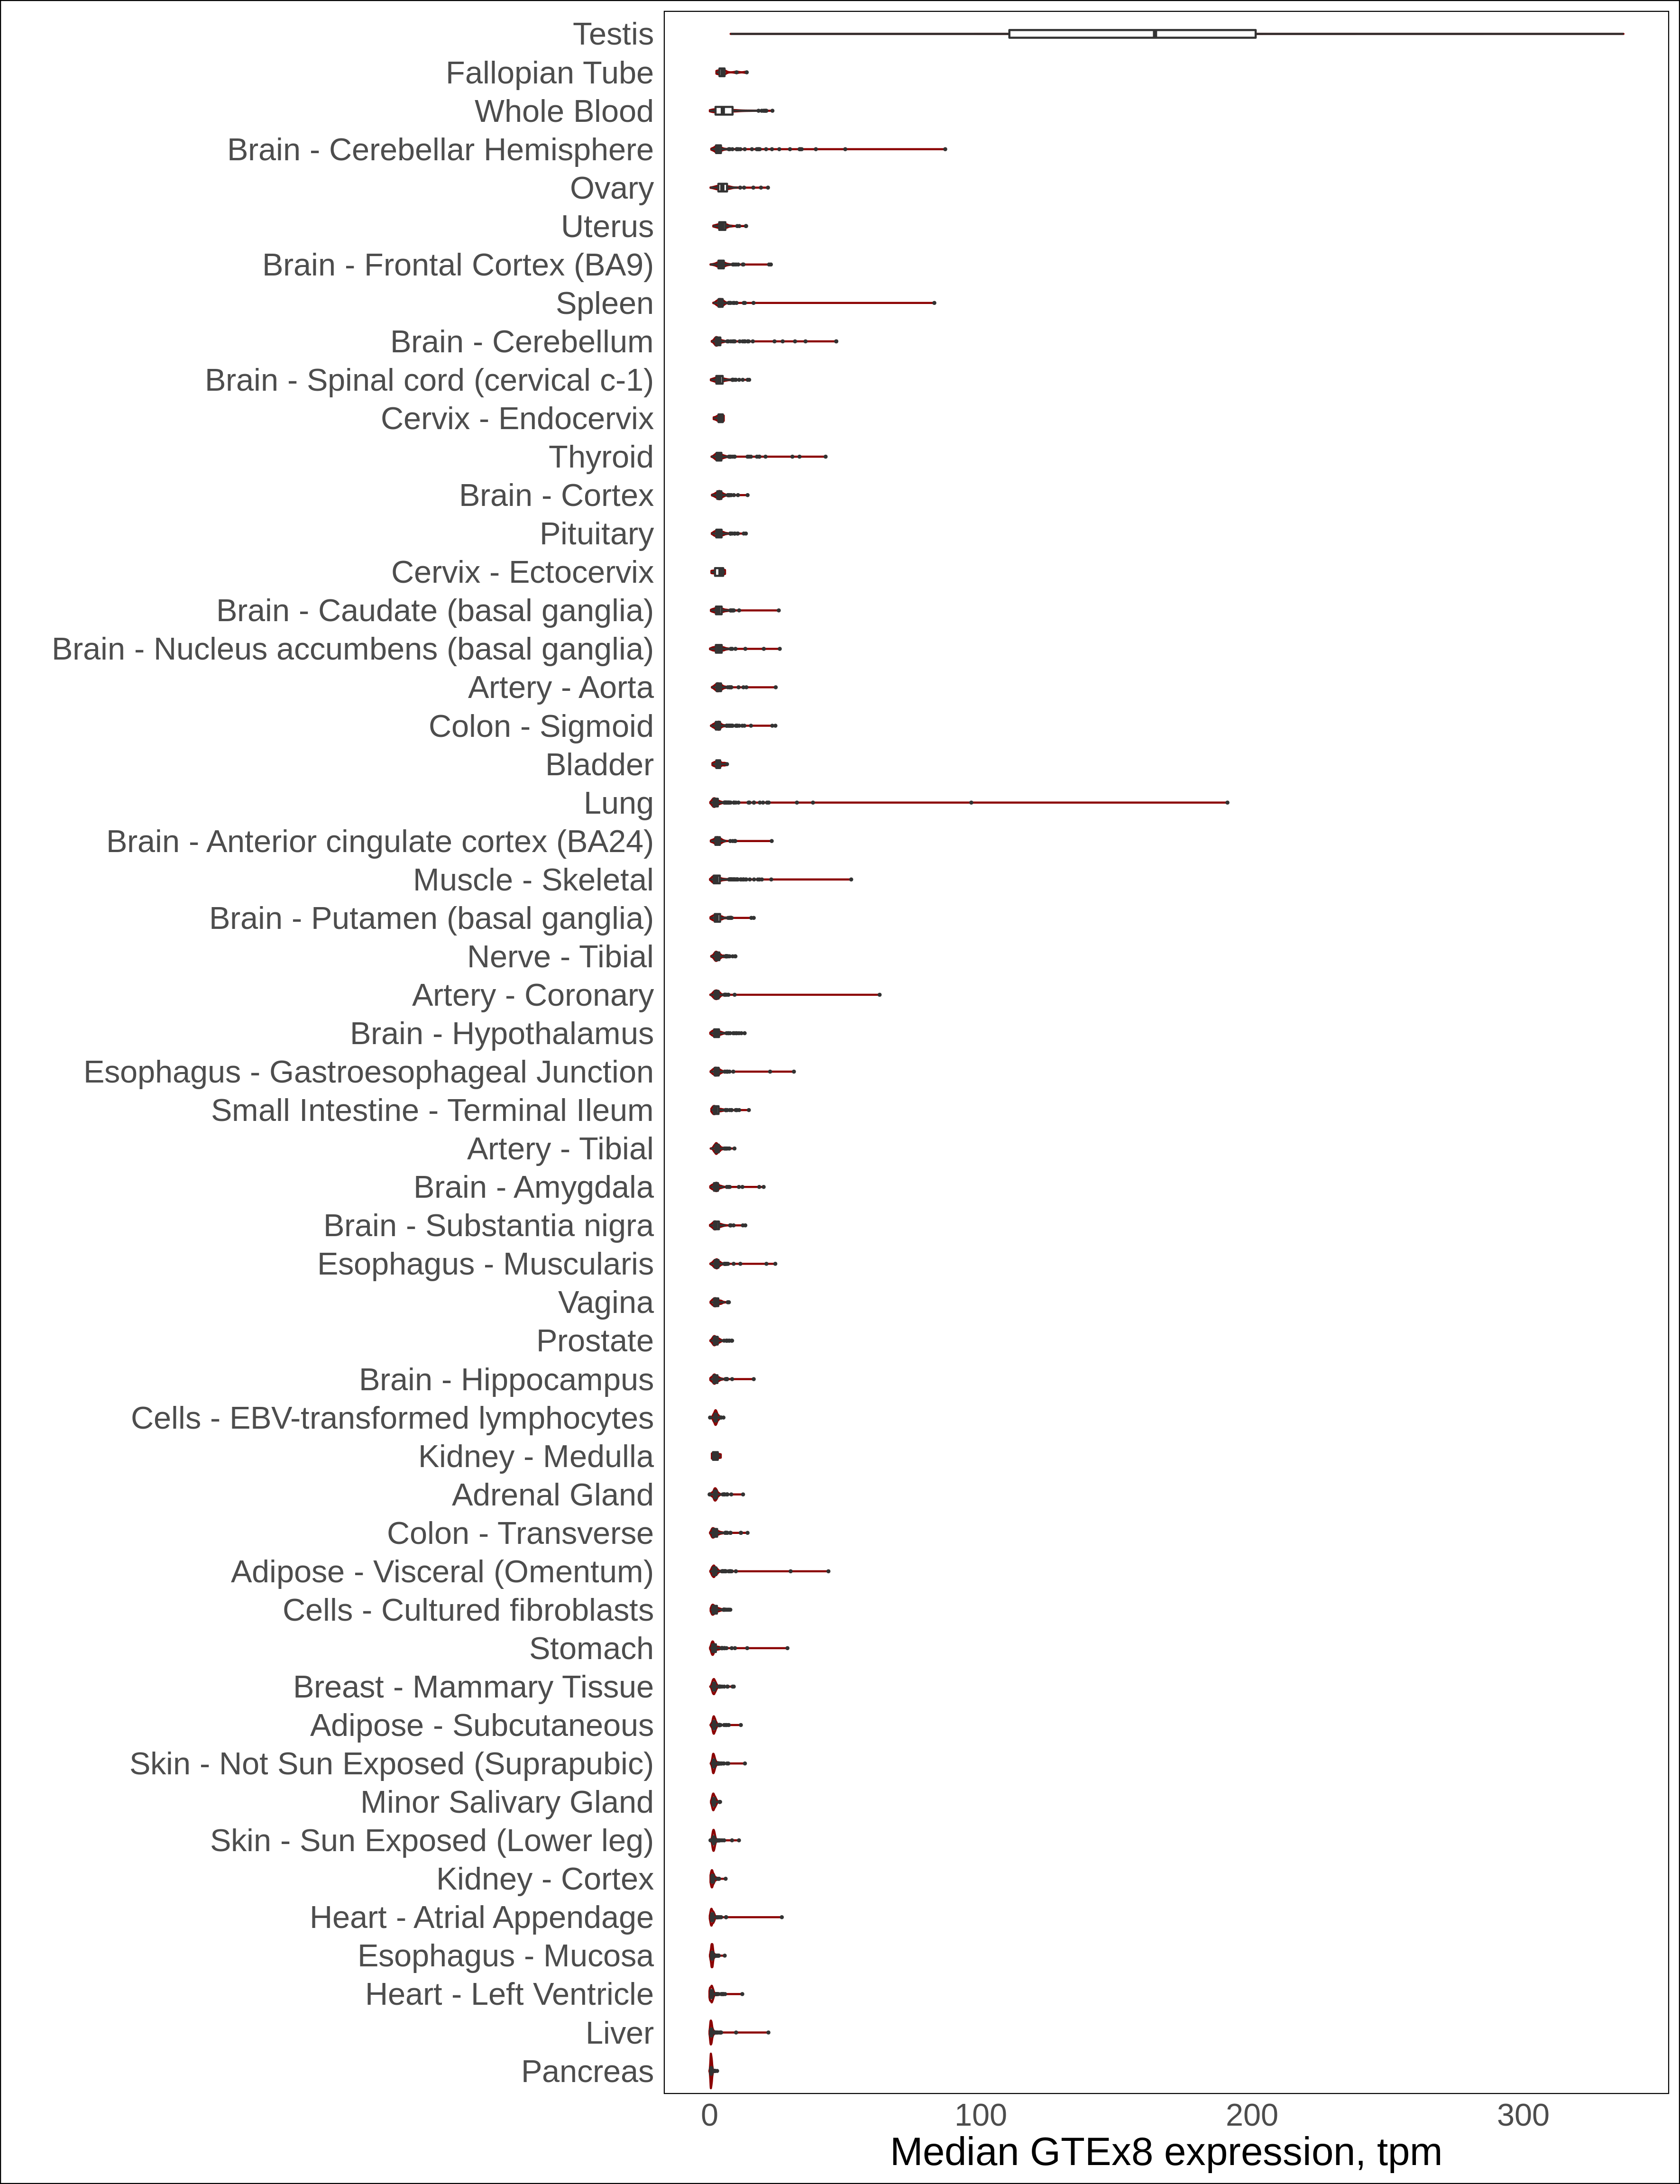 Testis
Fallopian Tube
Whole Blood
Brain - Cerebellar Hemisphere
Ovary
Uterus
Brain - Frontal Cortex (BA9)
Spleen
Brain - Cerebellum
Brain - Spinal cord (cervical c-1)
Cervix - Endocervix
Thyroid
Brain - Cortex
Pituitary
Cervix - Ectocervix
Brain - Caudate (basal ganglia)
Brain - Nucleus accumbens (basal ganglia)
Artery - Aorta
Colon - Sigmoid
Bladder
Lung
Brain - Anterior cingulate cortex (BA24)
Muscle - Skeletal
Brain - Putamen (basal ganglia)
Nerve - Tibial
Artery - Coronary
Brain - Hypothalamus
Esophagus - Gastroesophageal Junction
Small Intestine - Terminal Ileum
Artery - Tibial
Brain - Amygdala
Brain - Substantia nigra
Esophagus - Muscularis
Vagina
Prostate
Brain - Hippocampus
Cells - EBV-transformed lymphocytes
Kidney - Medulla
Adrenal Gland
Colon - Transverse
Adipose - Visceral (Omentum)
Cells - Cultured fibroblasts
Stomach
Breast - Mammary Tissue
Adipose - Subcutaneous
Skin - Not Sun Exposed (Suprapubic)
Minor Salivary Gland
Skin - Sun Exposed (Lower leg)
Kidney - Cortex
Heart - Atrial Appendage
Esophagus - Mucosa
Heart - Left Ventricle
Liver
Pancreas
0 100 200 300
Median GTEx8 expression, tpm